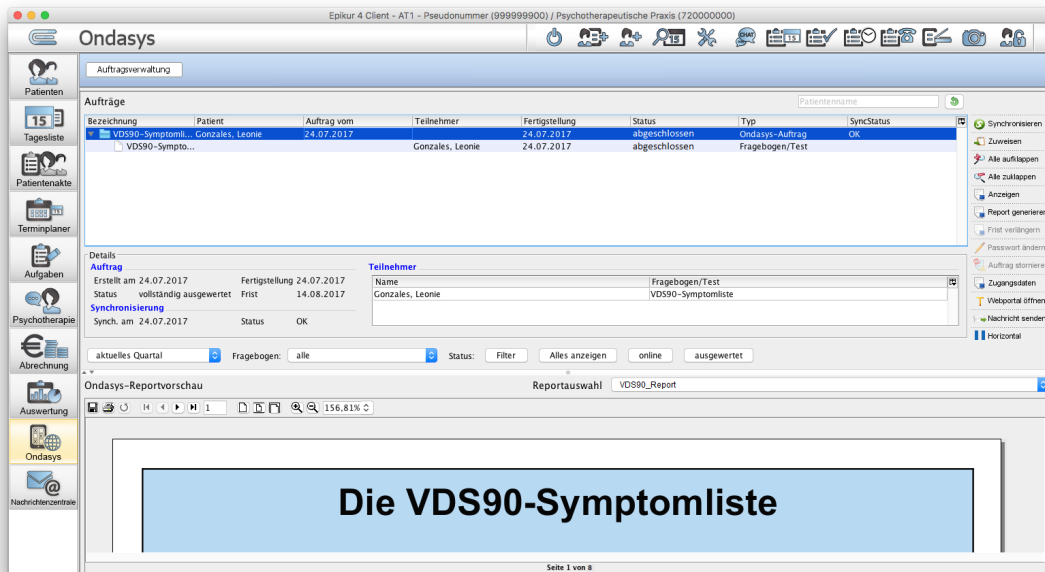 Epikur 4 Client - AT1 - Pseudonummer (999999900) / Psychotherapeutische Praxis (720000000)
Ondasys
15
CHAT
15
Patienten
15
Tagesliste
Patientenakte
15
Terminplaner
Aufgaben
Psychotherapie
Abrechnung
Auswertung
Ondasys
Nachrichtenzentrale
Auftragsverwaltung
Aufträge
Patientenname
Bezeichnung Patient Auftrag vom Teilnehmer Fertigstellung Status Typ SyncStatus
VDS90-Symptomli... Gonzales, Leonie 24.07.2017 24.07.2017 abgeschlossen Ondasys-Auftrag OK
VDS90-Sympto... Gonzales, Leonie 24.07.2017 abgeschlossen Fragebogen/Test
Synchronisieren
Zuweisen
Alle aufklappen
Alle zuklappen
Anzeigen
Report generieren
Frist verlängern
Passwort ändern
Auftrag stornieren
Zugangsdaten
Webportal öffnen
Nachricht senden
Horizontal
Details
Auftrag
Erstellt am 24.07.2017 Fertigstellung 24.07.2017
Status vollständig ausgewertet Frist 14.08.2017
Synchronisierung
Synch. am 24.07.2017 Status OK
Teilnehmer
Name Fragebogen/Test
Gonzales, Leonie VDS90-Symptomliste
aktuelles Quartal Fragebogen: alle Status: Filter Alles anzeigen online ausgewertet
Ondasys-Reportvorschau Reportauswahl VDS90_Report
1 156,81%
Die VDS90-Symptomliste
Seite 1 von 8